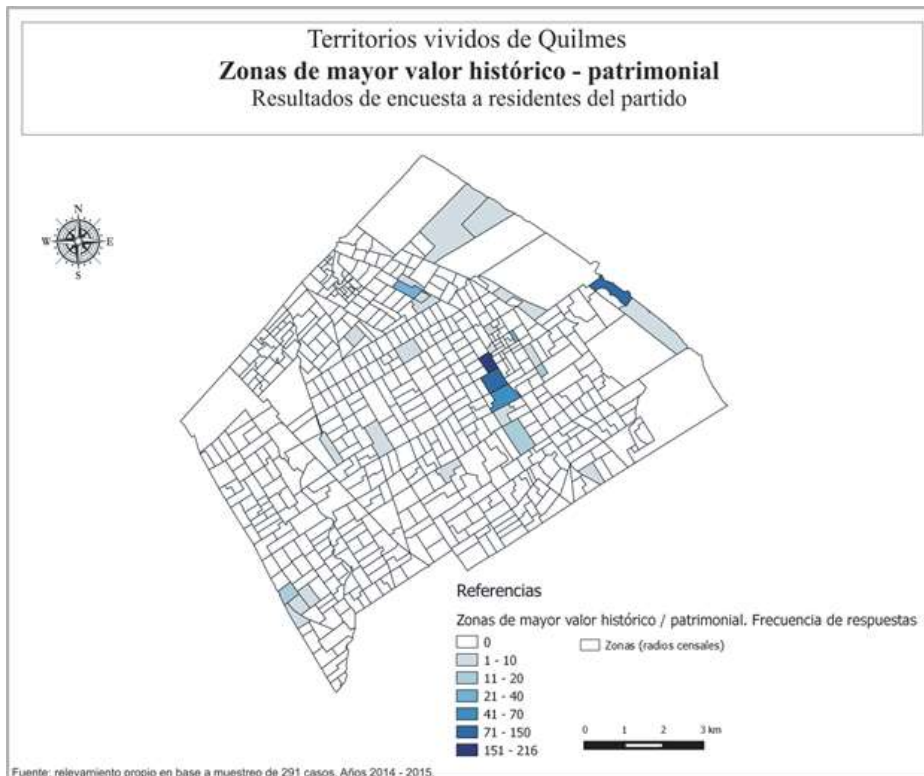 Territorios vividos de Quilmes
Zonas de mayor valor histórico - patrimonial
Resultados de encuesta a residentes del partido
N
W E
S
Referencias
Zonas de mayor valor histórico / patrimonial. Frecuencia de respuestas
0
Zonas (radios censales)
1 - 10
11 - 20
21 - 40
41 - 70
71 - 150
151 - 216
0 1 2 3 km
Fuente: relevamiento propio en base a muestreo de 291 casos. Años 2014 - 2015.